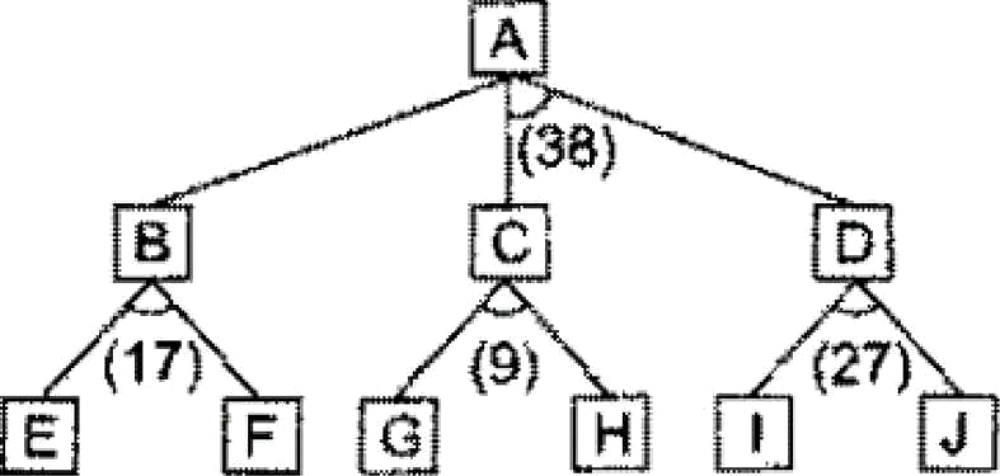 A
(38)
B C D
(17) (9) (27)
E F G H I J